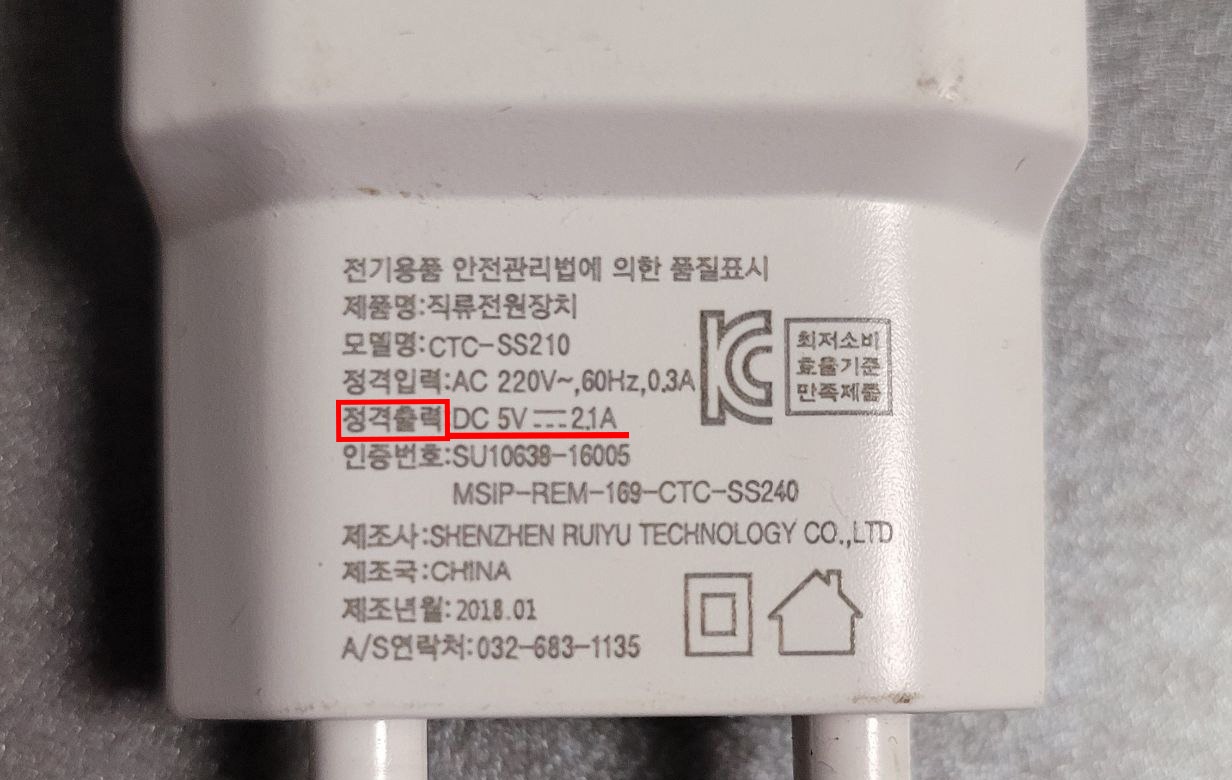 전기용품 안전관리법에 의한 품질표시
제품명:직류전원장치
모델명:CTC-SS210
정격입력:AC 220V~,60Hz,0.3A
정격출력:DC 5V⎓2.1A
인증번호:SU10638-16005
MSIP-REM-169-CTC-SS240
제조사:SHENZHEN RUIYU TECHNOLOGY CO.,LTD
제조국:CHINA
제조년월:2018.01
A/S연락처:032-683-1135
KC
최저소비
효율기준
만족제품